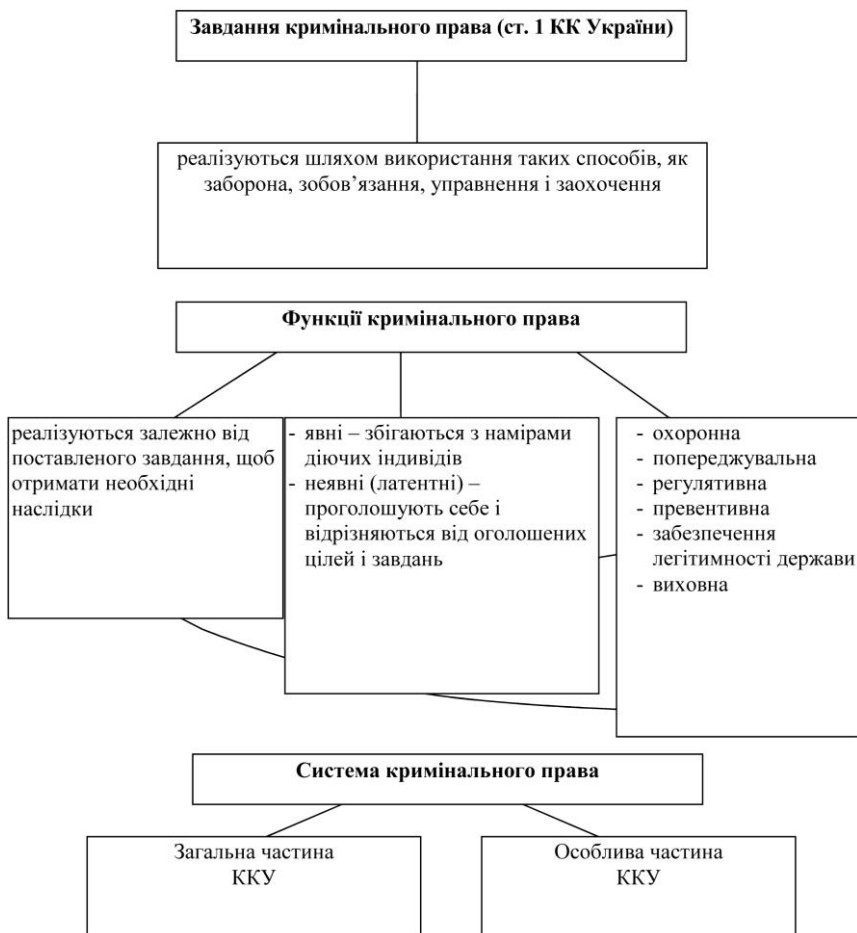 Завдання кримінального права (ст. 1 КК України)
реалізуються шляхом використання таких способів, як
заборона, зобов’язання, управнення і заохочення
Функції кримінального права
реалізуються залежно від
поставленого завдання, щоб
отримати необхідні
наслідки
- явні – збігаються з намірами
діючих індивідів
- неявні (латентні) –
проголошують себе і
відрізняються від оголошених
цілей і завдань
- охоронна
- попереджувальна
- регулятивна
- превентивна
- забезпечення
легітимності держави
- виховна
Система кримінального права
Загальна частина
ККУ
Особлива частина
ККУ